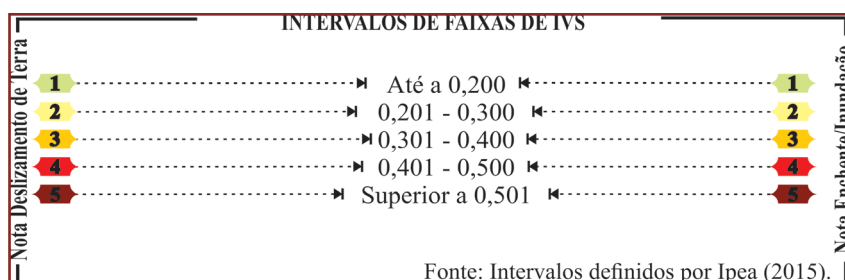 INTERVALOS DE FAIXAS DE IVS
Nota Deslizamento de Terra
1 Até a 0,200 1
2 0,201 - 0,300 2
3 0,301 - 0,400 3
4 0,401 - 0,500 4
5 Superior a 0,501 5
Nota Enchente/Inundação
Fonte: Intervalos definidos por Ipea (2015).